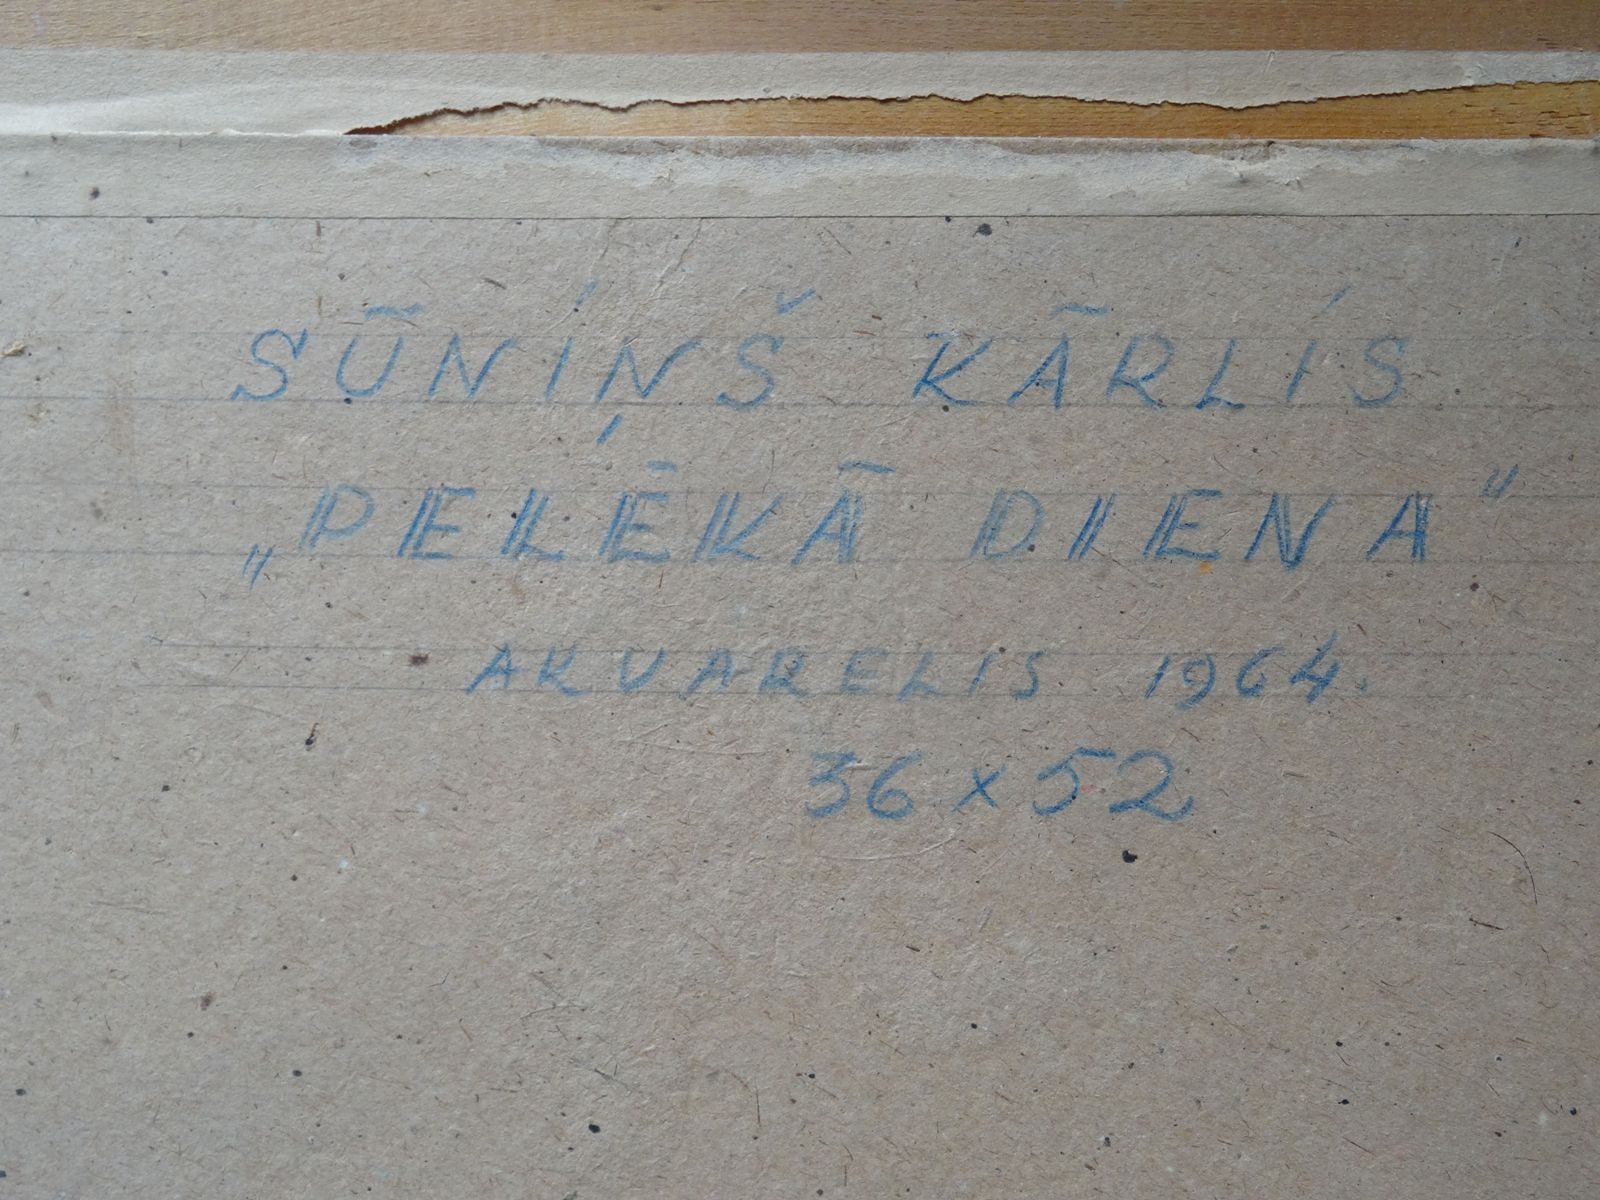 SŪNIŅŠ KĀRLIS
„PELĒKĀ DIENA"
AKVARELIS 1964.
36 x 52